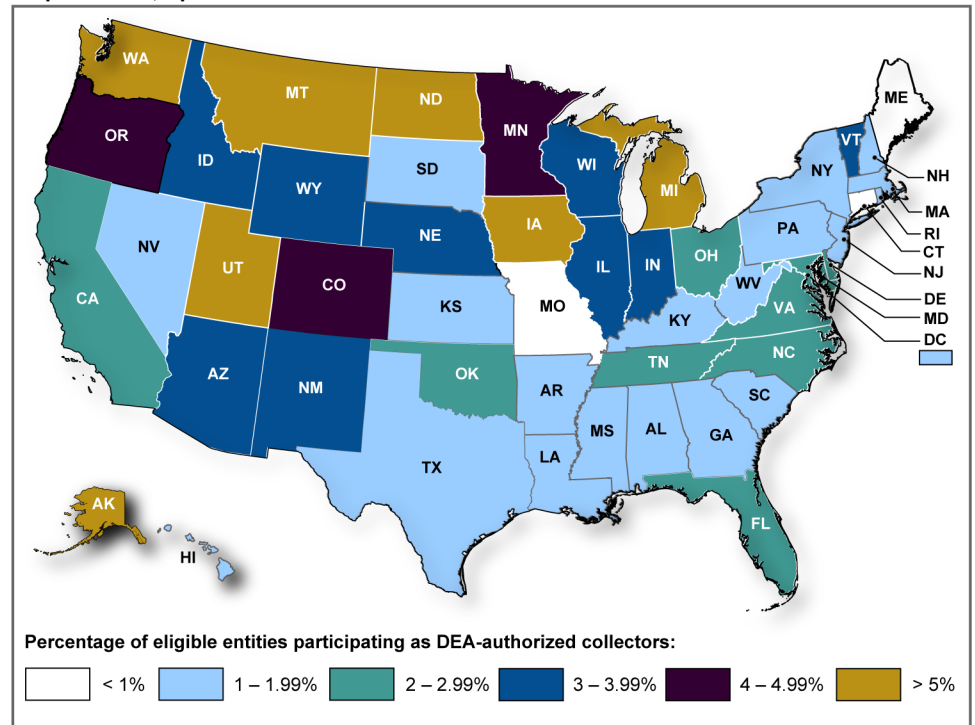 WA
MT
ND
MN
ME
OR
ID
SD
WI
VT
NY
NH
WY
MI
MA
IA
PA
RI
NE
CT
NV
UT
IL
IN
OH
NJ
CO
WV
CA
KS
MO
KY
VA
DE
MD
DC
AZ
NM
OK
TN
NC
AR
SC
MS
AL
GA
TX
LA
AK
FL
HI
Percentage of eligible entities participating as DEA-authorized collectors:
< 1% 1 – 1.99% 2 – 2.99% 3 – 3.99% 4 – 4.99% > 5%